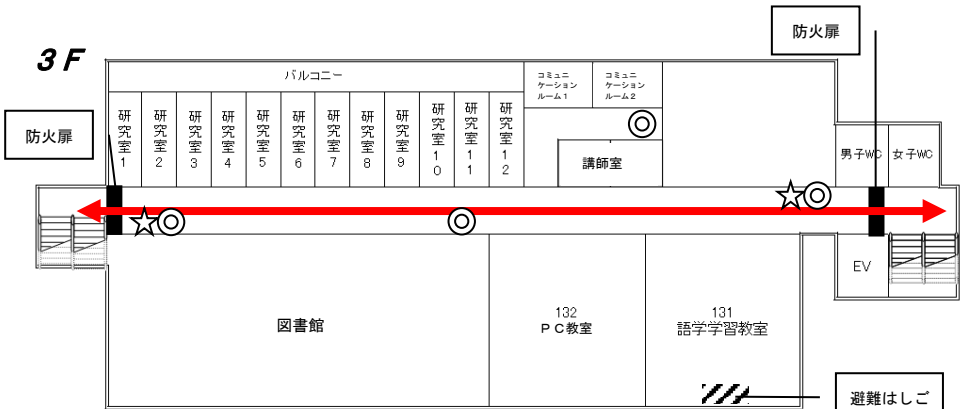 防火扉
３Ｆ
バルコニー
コミュニ
ケーション
ルーム１
コミュニ
ケーション
ルーム２
防火扉
研究室1
研究室2
研究室3
研究室4
研究室5
研究室6
研究室7
研究室8
研究室9
研究室10
研究室11
研究室12
講師室
男子WC
女子WC
EV
図書館
132
ＰＣ教室
131
語学学習教室
避難はしご